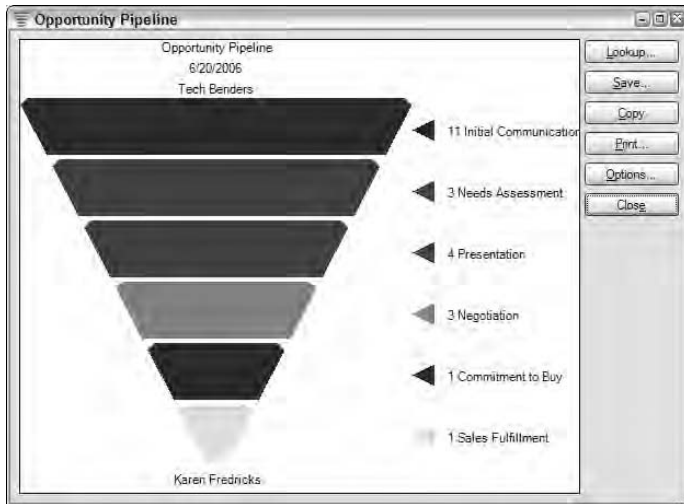 Opportunity Pipeline
Opportunity Pipeline
6/20/2006
Tech Benders
11 Initial Communication
3 Needs Assessment
4 Presentation
3 Negotiation
1 Commitment to Buy
1 Sales Fulfillment
Karen Fredricks
Lookup...
Save...
Copy
Print...
Options...
Close